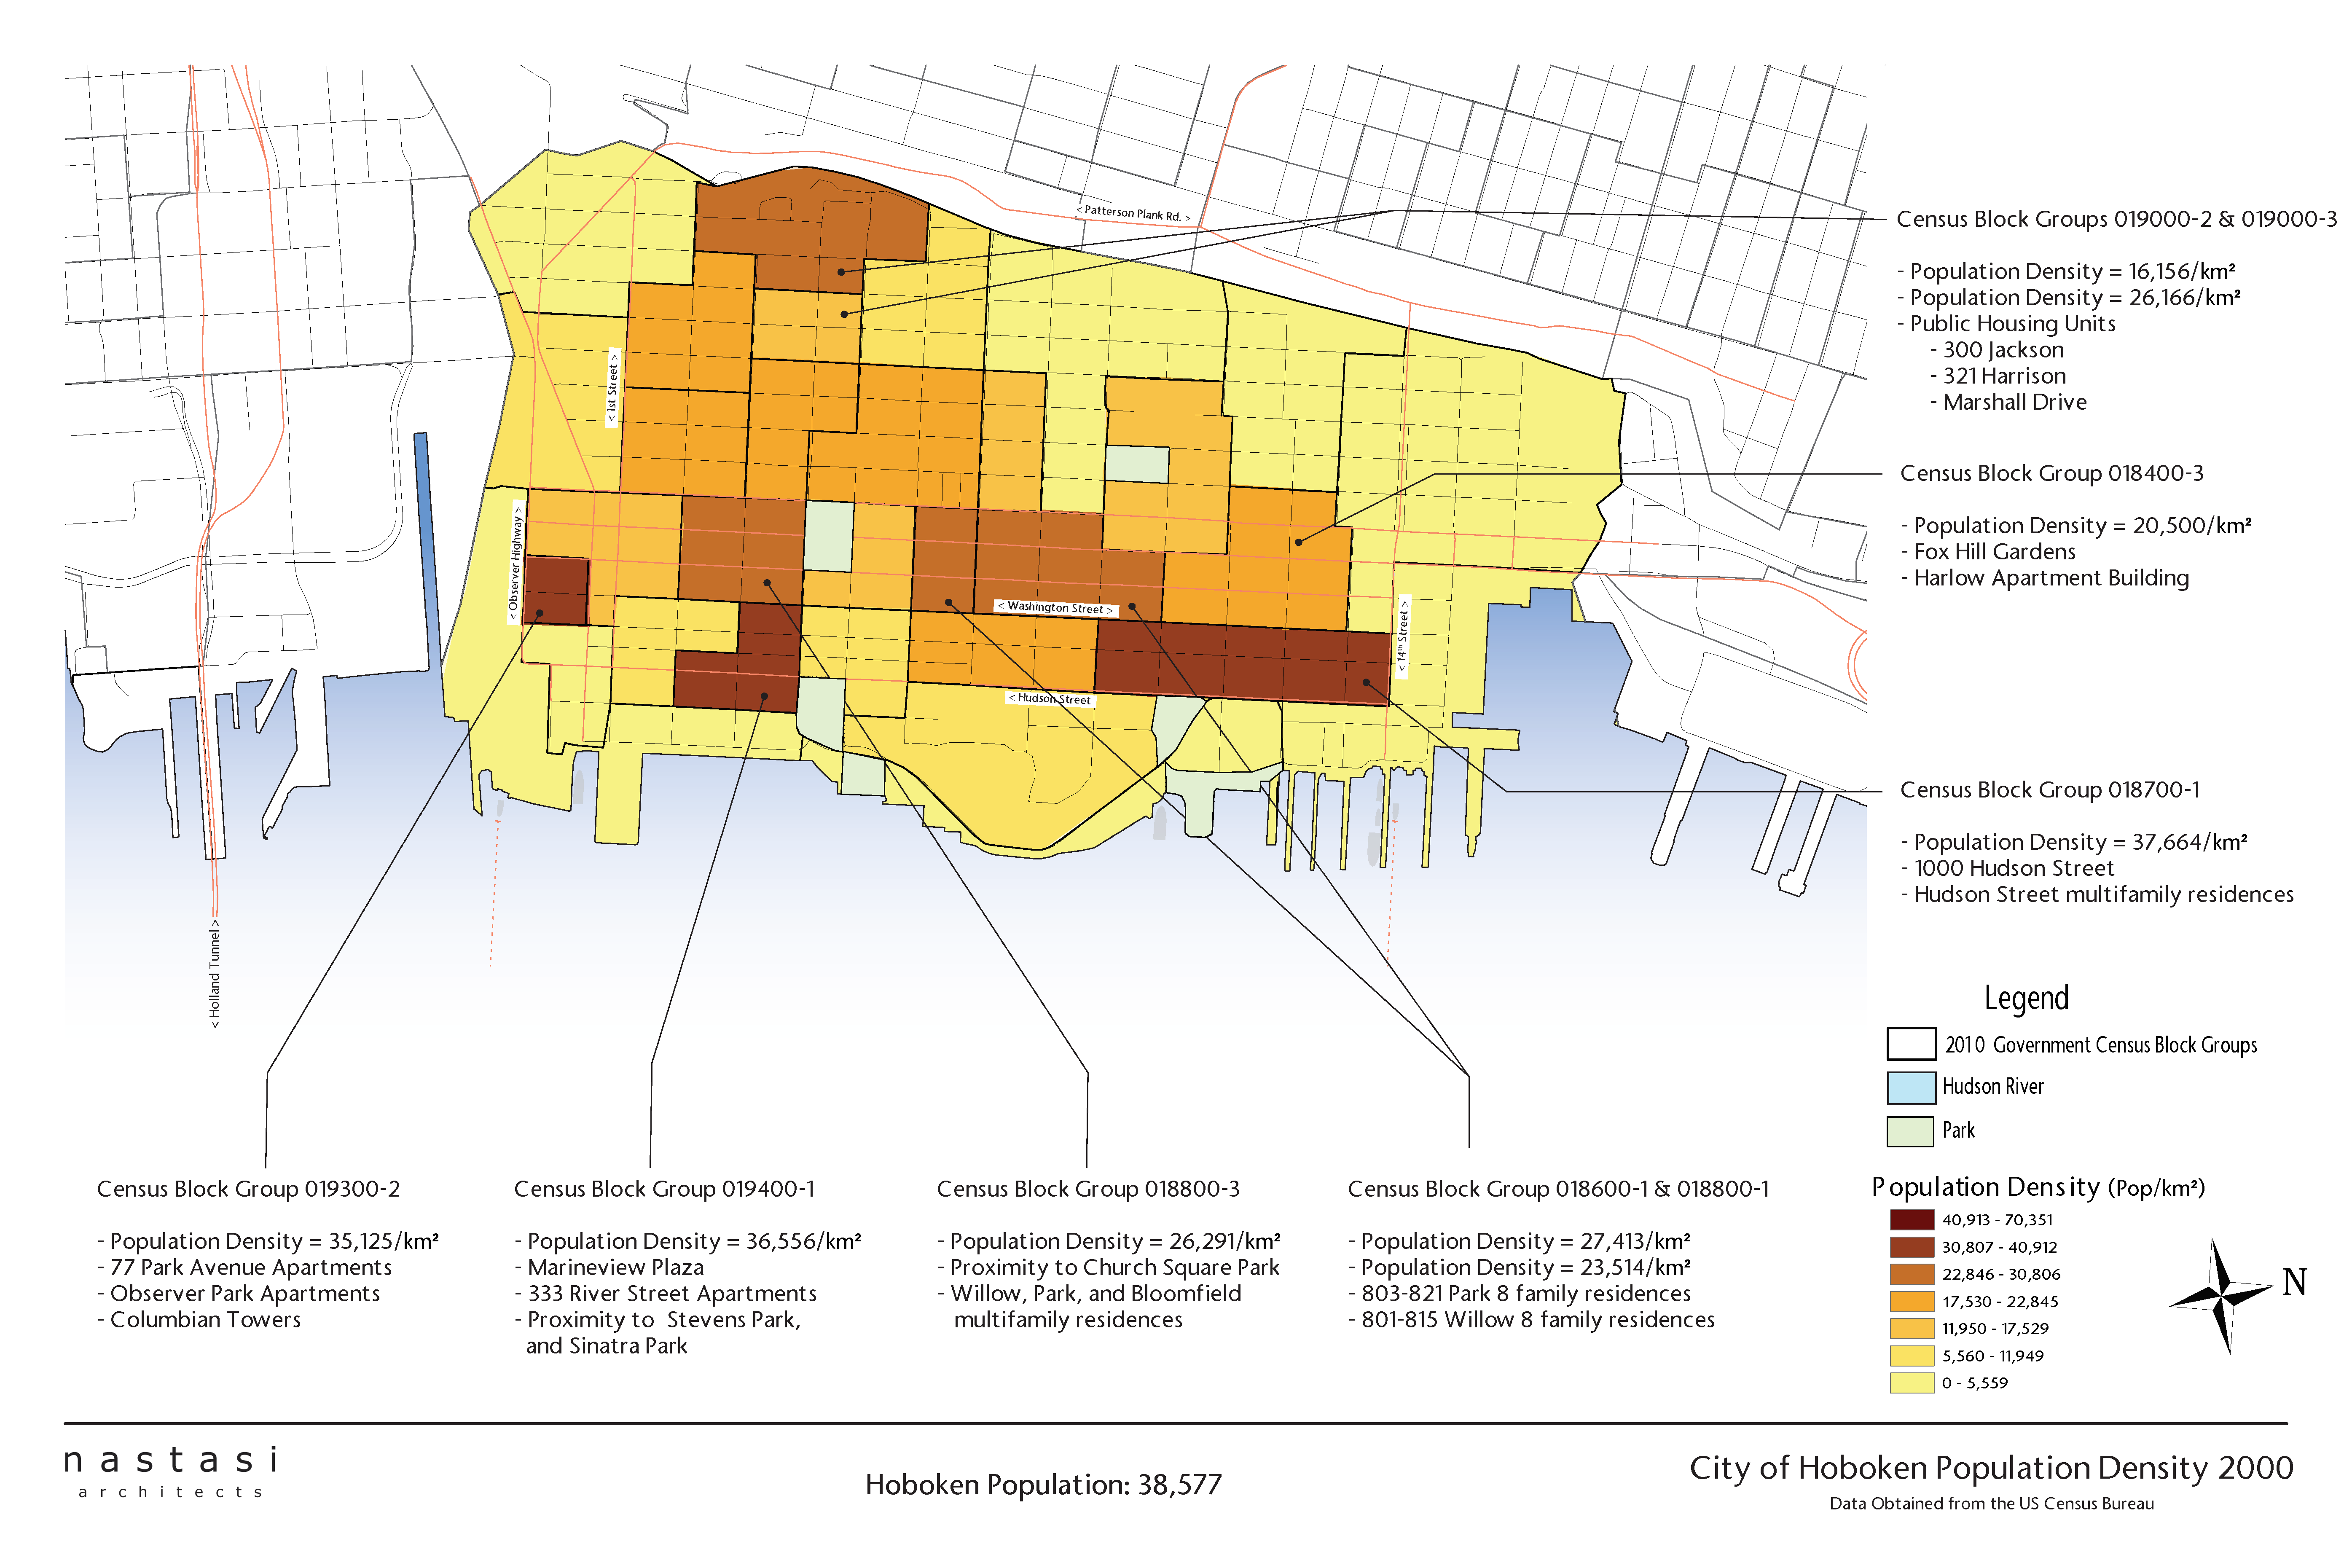 < Patterson Plank Rd. >
< 1st Street >
< Observer Highway >
< Washington Street >
< 14th Street >
< Hudson Street
< Holland Tunnel >
Census Block Groups 019000-2 & 019000-3
- Population Density = 16,156/km²
- Population Density = 26,166/km²
- Public Housing Units
- 300 Jackson
- 321 Harrison
- Marshall Drive
Census Block Group 018400-3
- Population Density = 20,500/km²
- Fox Hill Gardens
- Harlow Apartment Building
Census Block Group 018700-1
- Population Density = 37,664/km²
- 1000 Hudson Street
- Hudson Street multifamily residences
Legend
2010 Government Census Block Groups
Hudson River
Park
Population Density (Pop/km²)
40,913 - 70,351
30,807 - 40,912
22,846 - 30,806
17,530 - 22,845
11,950 - 17,529
5,560 - 11,949
0 - 5,559
N
Census Block Group 019300-2
- Population Density = 35,125/km²
- 77 Park Avenue Apartments
- Observer Park Apartments
- Columbian Towers
Census Block Group 019400-1
- Population Density = 36,556/km²
- Marineview Plaza
- 333 River Street Apartments
- Proximity to Stevens Park,
and Sinatra Park
Census Block Group 018800-3
- Population Density = 26,291/km²
- Proximity to Church Square Park
- Willow, Park, and Bloomfield
multifamily residences
Census Block Group 018600-1 & 018800-1
- Population Density = 27,413/km²
- Population Density = 23,514/km²
- 803-821 Park 8 family residences
- 801-815 Willow 8 family residences
nastasi
architects
Hoboken Population: 38,577
City of Hoboken Population Density 2000
Data Obtained from the US Census Bureau